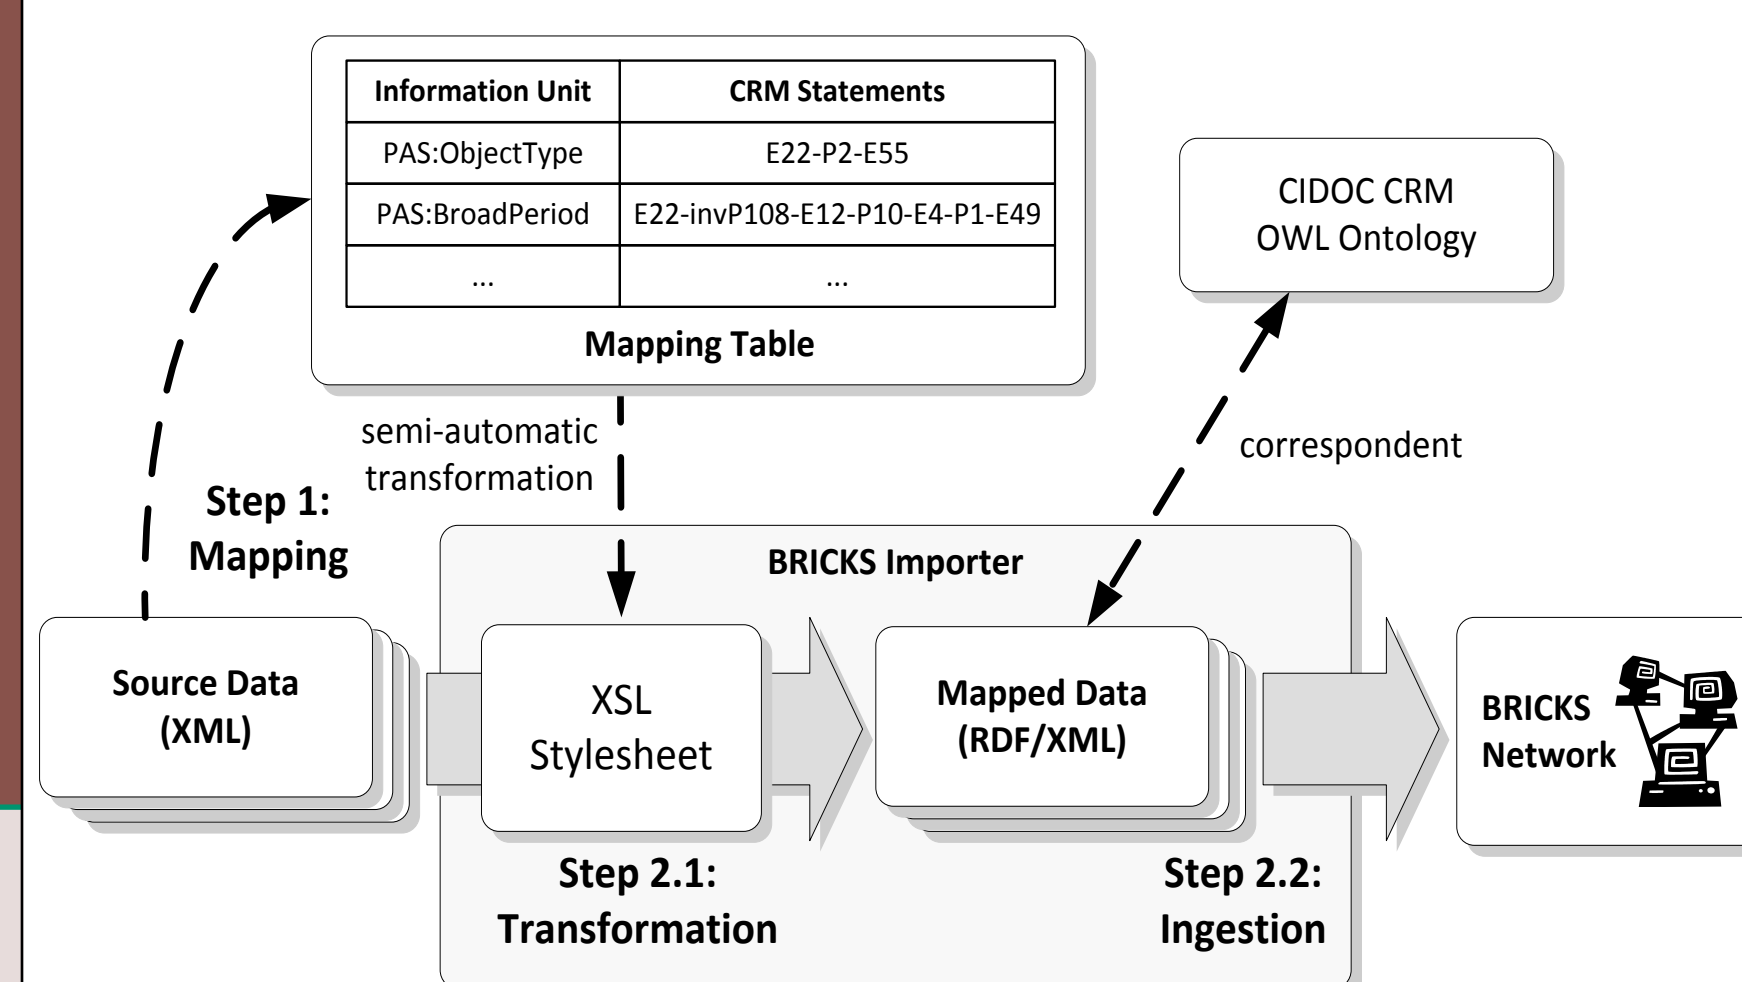 Information Unit CRM Statements
PAS:ObjectType E22-P2-E55
PAS:BroadPeriod E22-invP108-E12-P10-E4-P1-E49
... ...
Mapping Table
CIDOC CRM
OWL Ontology
semi-automatic
transformation
correspondent
Step 1:
Mapping
BRICKS Importer
Source Data
(XML)
XSL
Stylesheet
Mapped Data
(RDF/XML)
BRICKS
Network
Step 2.1:
Transformation
Step 2.2:
Ingestion